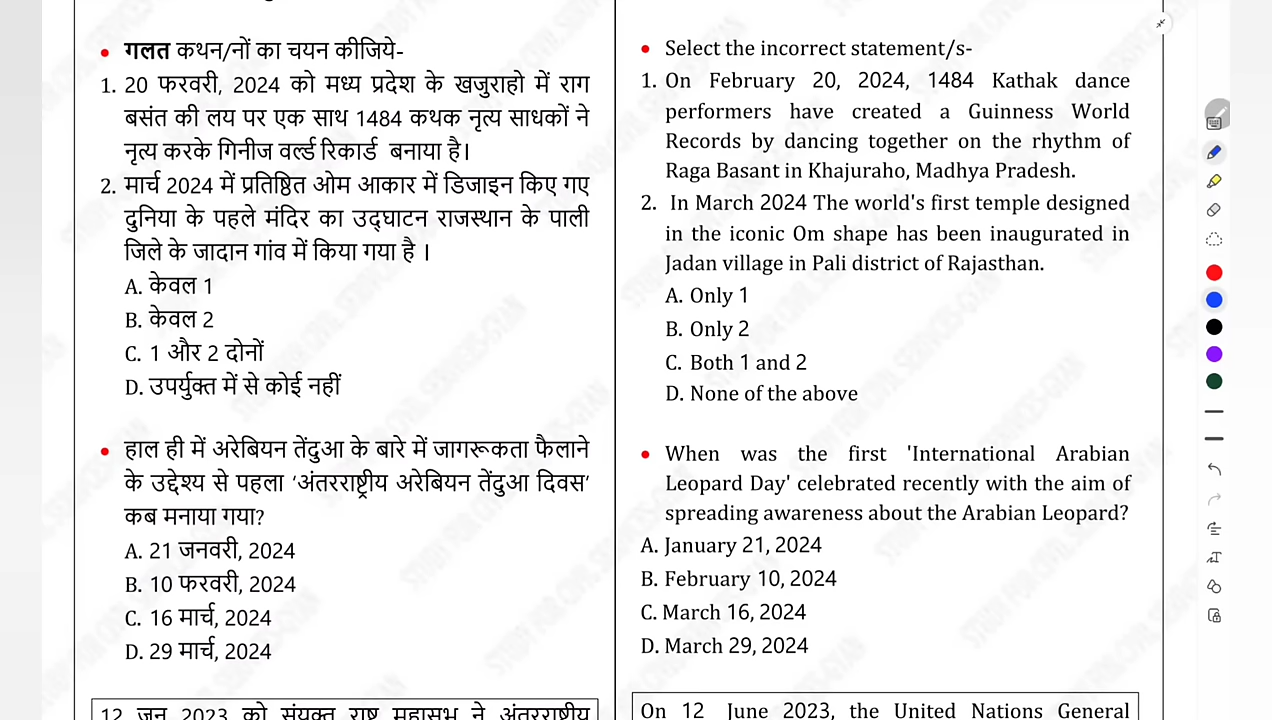 गलत कथन/नों का चयन कीजिये-
1. 20 फरवरी, 2024 को मध्य प्रदेश के खजुराहो में राग
बसंत की लय पर एक साथ 1484 कथक नृत्य साधकों ने
नृत्य करके गिनीज वर्ल्ड रिकार्ड बनाया है।
2. मार्च 2024 में प्रतिष्ठित ओम आकार में डिजाइन किए गए
दुनिया के पहले मंदिर का उद्घाटन राजस्थान के पाली
जिले के जादान गांव में किया गया है ।
A. केवल 1
B. केवल 2
C. 1 और 2 दोनों
D. उपर्युक्त में से कोई नहीं
हाल ही में अरेबियन तेंदुआ के बारे में जागरूकता फैलाने
के उद्देश्य से पहला ‘अंतरराष्ट्रीय अरेबियन तेंदुआ दिवस’
कब मनाया गया?
A. 21 जनवरी, 2024
B. 10 फरवरी, 2024
C. 16 मार्च, 2024
D. 29 मार्च, 2024
Select the incorrect statement/s-
1. On February 20, 2024, 1484 Kathak dance
performers have created a Guinness World
Records by dancing together on the rhythm of
Raga Basant in Khajuraho, Madhya Pradesh.
2. In March 2024 The world's first temple designed
in the iconic Om shape has been inaugurated in
Jadan village in Pali district of Rajasthan.
A. Only 1
B. Only 2
C. Both 1 and 2
D. None of the above
When was the first 'International Arabian
Leopard Day' celebrated recently with the aim of
spreading awareness about the Arabian Leopard?
A. January 21, 2024
B. February 10, 2024
C. March 16, 2024
D. March 29, 2024
On 12 June 2023, the United Nations General